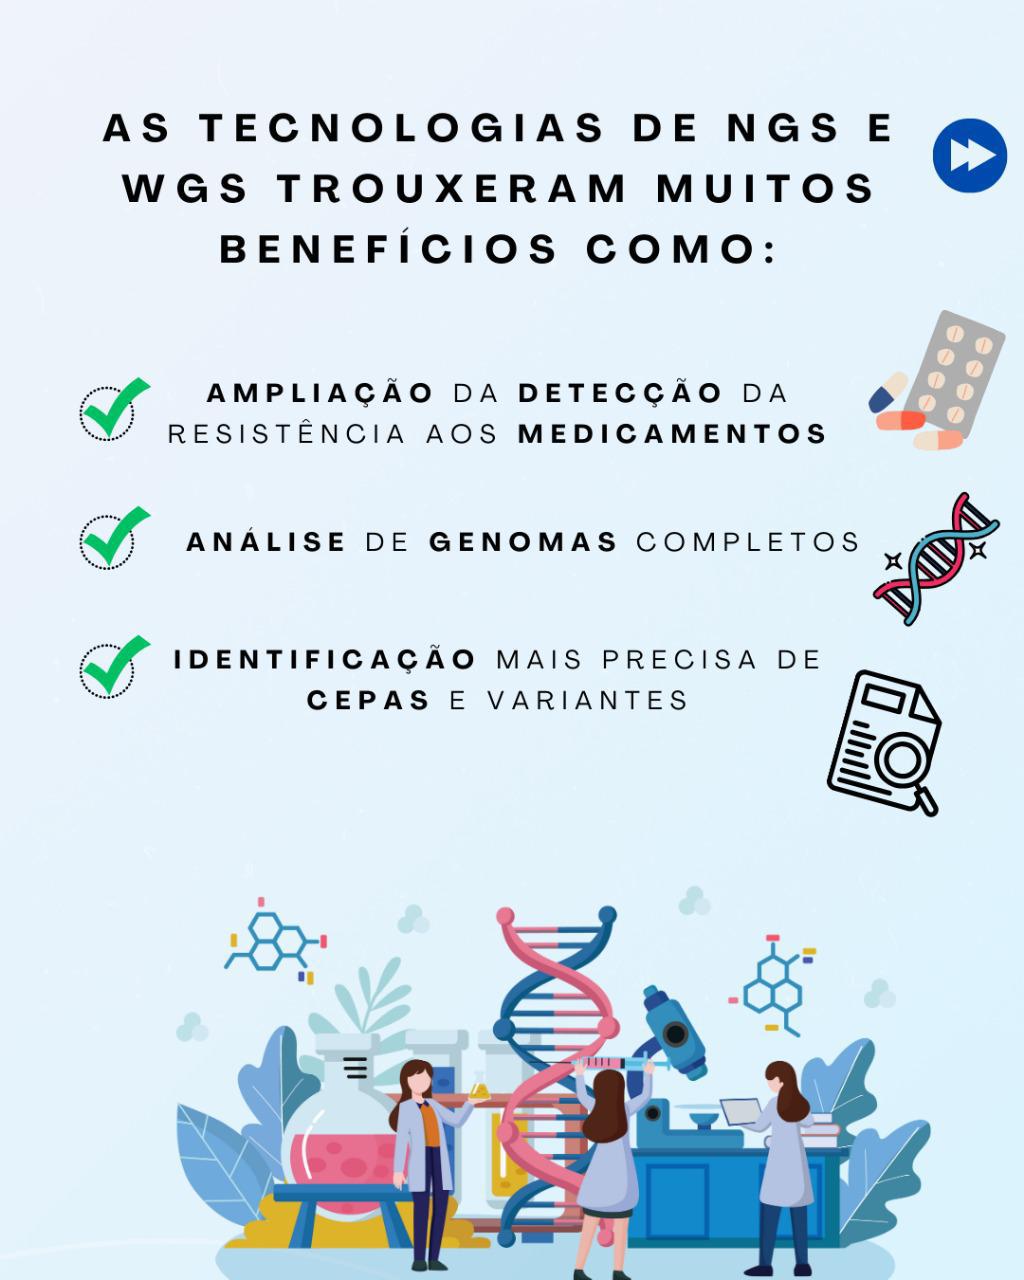 AS TECNOLOGIAS DE NGS E
WGS TROUXERAM MUITOS
BENEFÍCIOS COMO:
AMPLIAÇÃO DA DETECÇÃO DA
RESISTÊNCIA AOS MEDICAMENTOS
ANÁLISE DE GENOMAS COMPLETOS
IDENTIFICAÇÃO MAIS PRECISA DE
CEPAS E VARIANTES